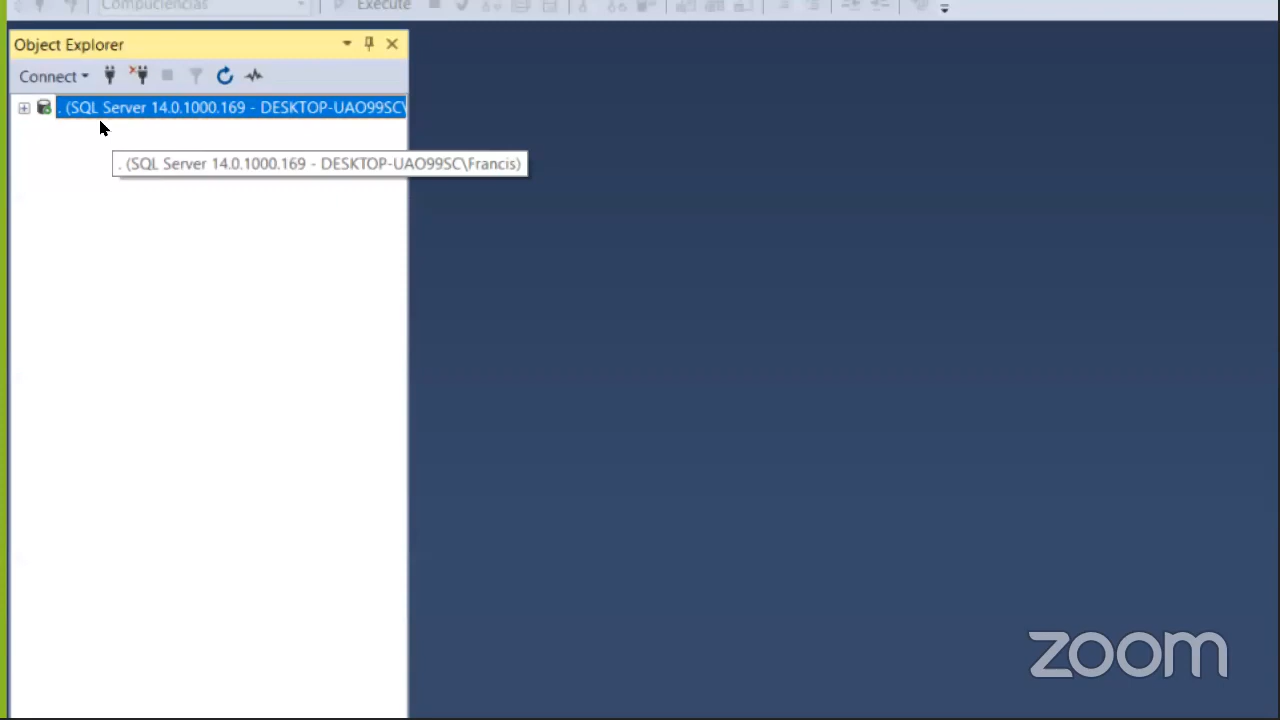 Compuciencias
Execute
Object Explorer
Connect
. (SQL Server 14.0.1000.169 - DESKTOP-UAO99SC\
. (SQL Server 14.0.1000.169 - DESKTOP-UAO99SC\Francis)
zoom